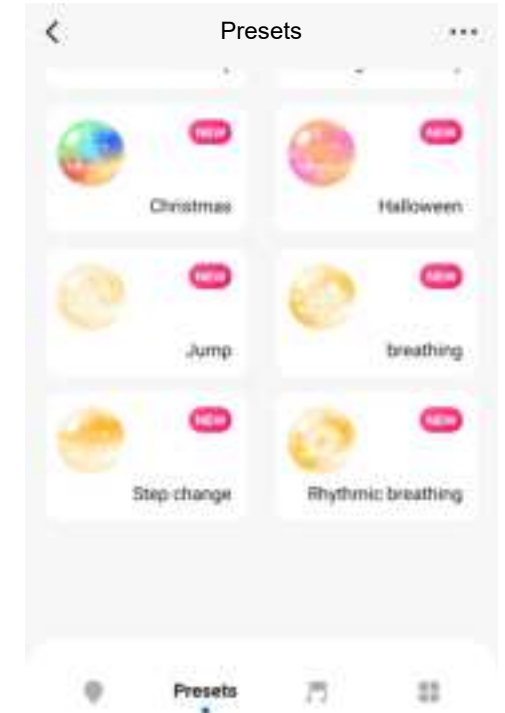 Presets
NEW
NEW
Christmas
Halloween
NEW
NEW
Jump
breathing
NEW
NEW
Step change
Rhythmic breathing
Presets